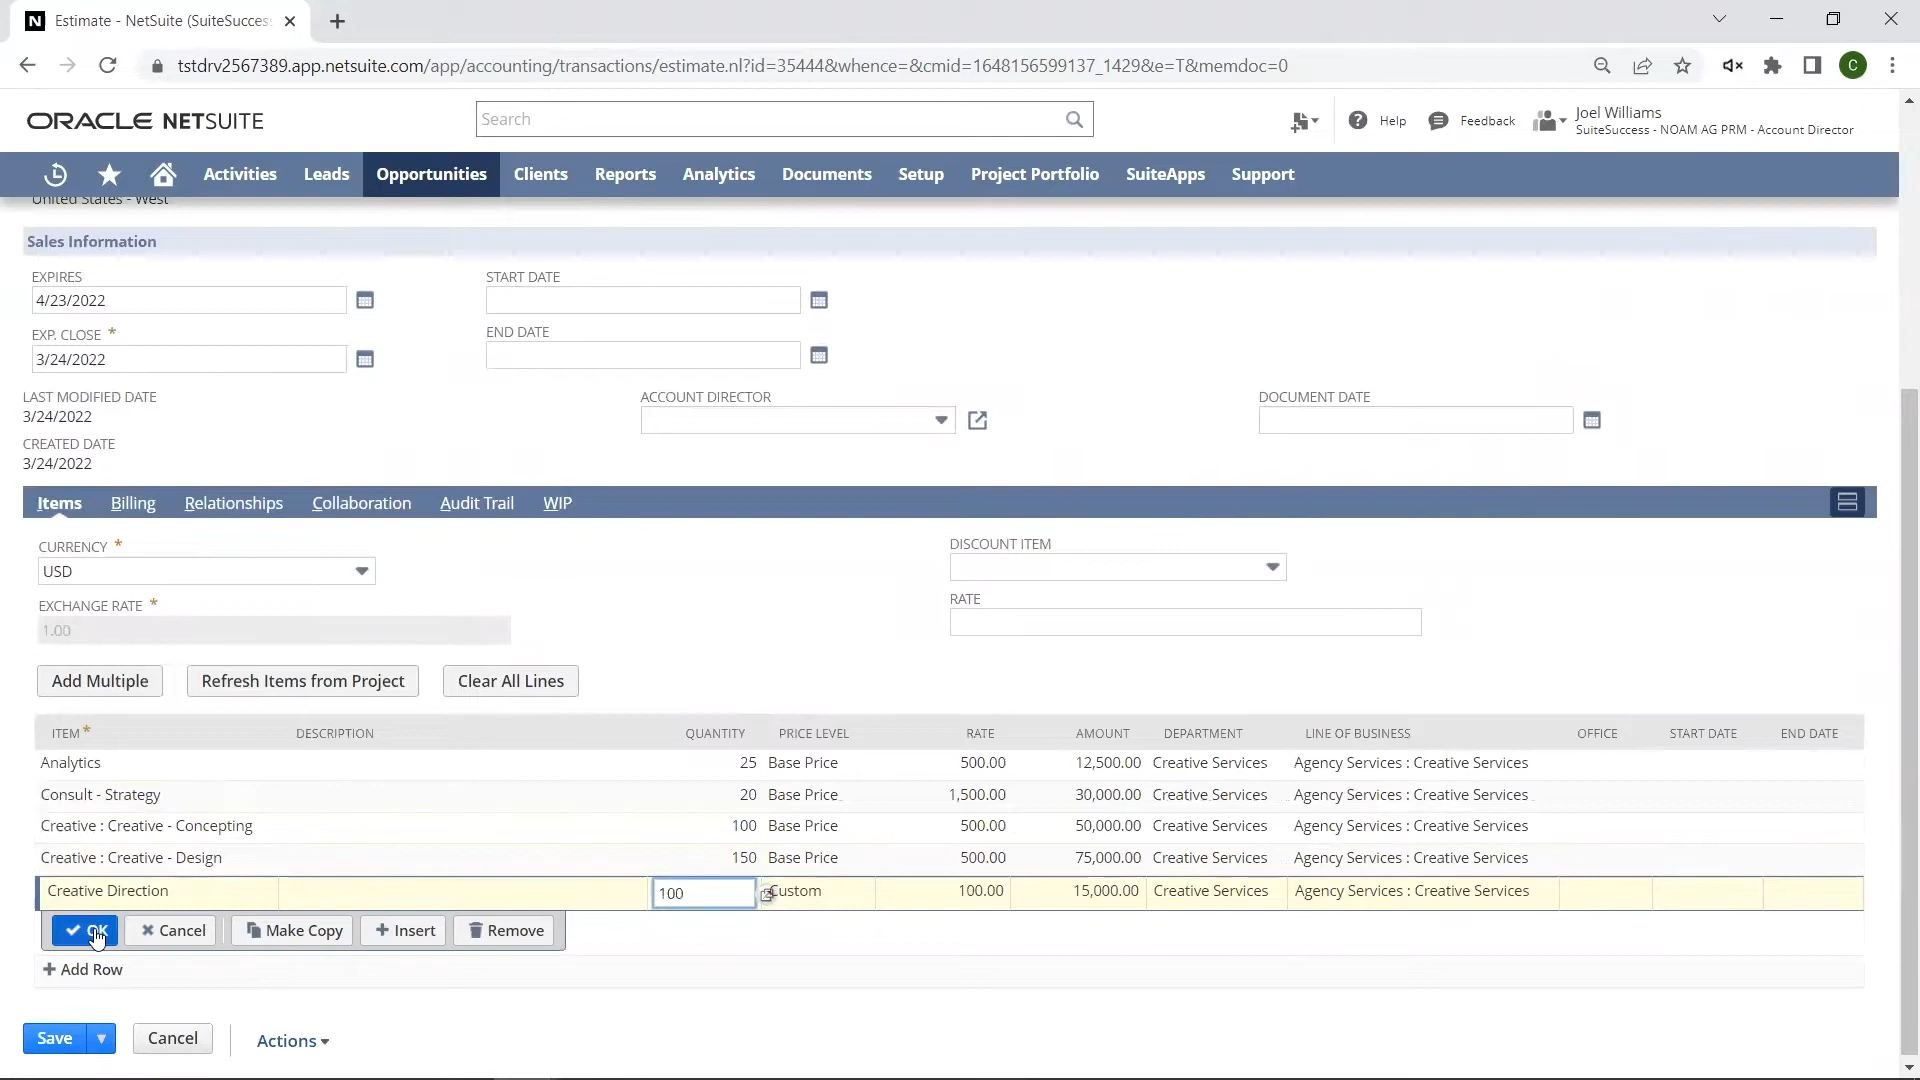 Estimate - NetSuite (SuiteSucces
tstdrv2567389.app.netsuite.com/app/accounting/transactions/estimate.nl?id=35444&whence=&cmid=1648156599137_1429&e=T&memdoc=0
C
ORACLE NETSUITE
Search
Help
Feedback
Joel Williams
SuiteSuccess - NOAM AG PRM - Account Director
Activities Leads Opportunities Clients Reports Analytics Documents Setup Project Portfolio SuiteApps Support
United States - West
Sales Information
EXPIRES
4/23/2022
START DATE
EXP. CLOSE *
3/24/2022
END DATE
LAST MODIFIED DATE
3/24/2022
ACCOUNT DIRECTOR
DOCUMENT DATE
CREATED DATE
3/24/2022
Items Billing Relationships Collaboration Audit Trail WIP
CURRENCY *
USD
DISCOUNT ITEM
EXCHANGE RATE *
1.00
RATE
Add Multiple Refresh Items from Project Clear All Lines
ITEM * DESCRIPTION QUANTITY PRICE LEVEL RATE AMOUNT DEPARTMENT LINE OF BUSINESS OFFICE START DATE END DATE
Analytics 25 Base Price 500.00 12,500.00 Creative Services Agency Services : Creative Services
Consult - Strategy 20 Base Price 1,500.00 30,000.00 Creative Services Agency Services : Creative Services
Creative : Creative - Concepting 100 Base Price 500.00 50,000.00 Creative Services Agency Services : Creative Services
Creative : Creative - Design 150 Base Price 500.00 75,000.00 Creative Services Agency Services : Creative Services
Creative Direction 100 Custom 100.00 15,000.00 Creative Services Agency Services : Creative Services
OK Cancel Make Copy Insert Remove
Add Row
Save Cancel Actions